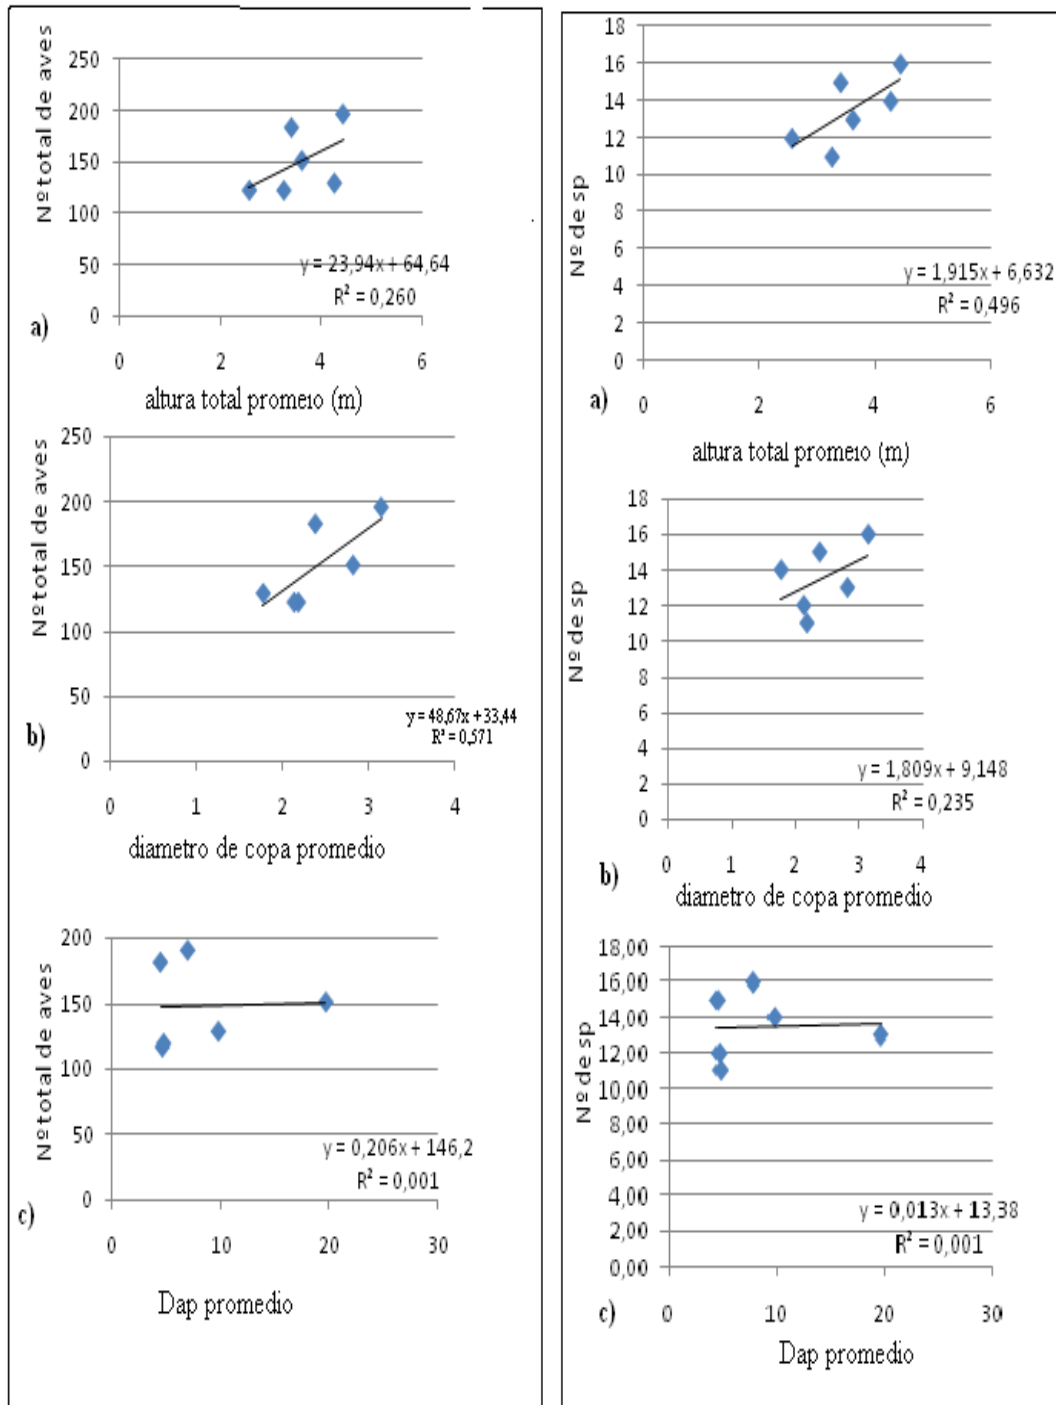 Nº total de aves
250
200
150
100
50
0
0 2 4 6
y = 23,94x + 64,64
R² = 0,260
a)
altura total promeio (m)
Nº total de aves
250
200
150
100
50
0
0 1 2 3 4
y = 48,67x + 33,44
R² = 0,571
b)
diametro de copa promedio
Nº total de aves
200
150
100
50
0
0 10 20 30
y = 0,206x + 146,2
R² = 0,001
c)
Dap promedio
Nº de sp
18
16
14
12
10
8
6
4
2
0
0 2 4 6
y = 1,915x + 6,632
R² = 0,496
a)
altura total promeio (m)
Nº de sp
18
16
14
12
10
8
6
4
2
0
0 1 2 3 4
y = 1,809x + 9,148
R² = 0,235
b)
diametro de copa promedio
Nº de sp
18,00
16,00
14,00
12,00
10,00
8,00
6,00
4,00
2,00
0,00
0 10 20 30
y = 0,013x + 13,38
R² = 0,001
c)
Dap promedio